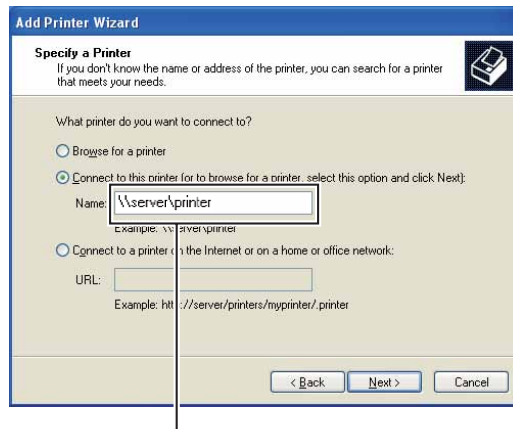 Add Printer Wizard
Specify a Printer
If you don't know the name or address of the printer, you can search for a printer
that meets your needs.
What printer do you want to connect to?
Browse for a printer
Connect to this printer (or to browse for a printer, select this option and click Next):
Name: \\server\printer
Example: \\server\printer
Connect to a printer on the Internet or on a home or office network:
URL:
Example: http://server/printers/myprinter/.printer
< Back Next > Cancel